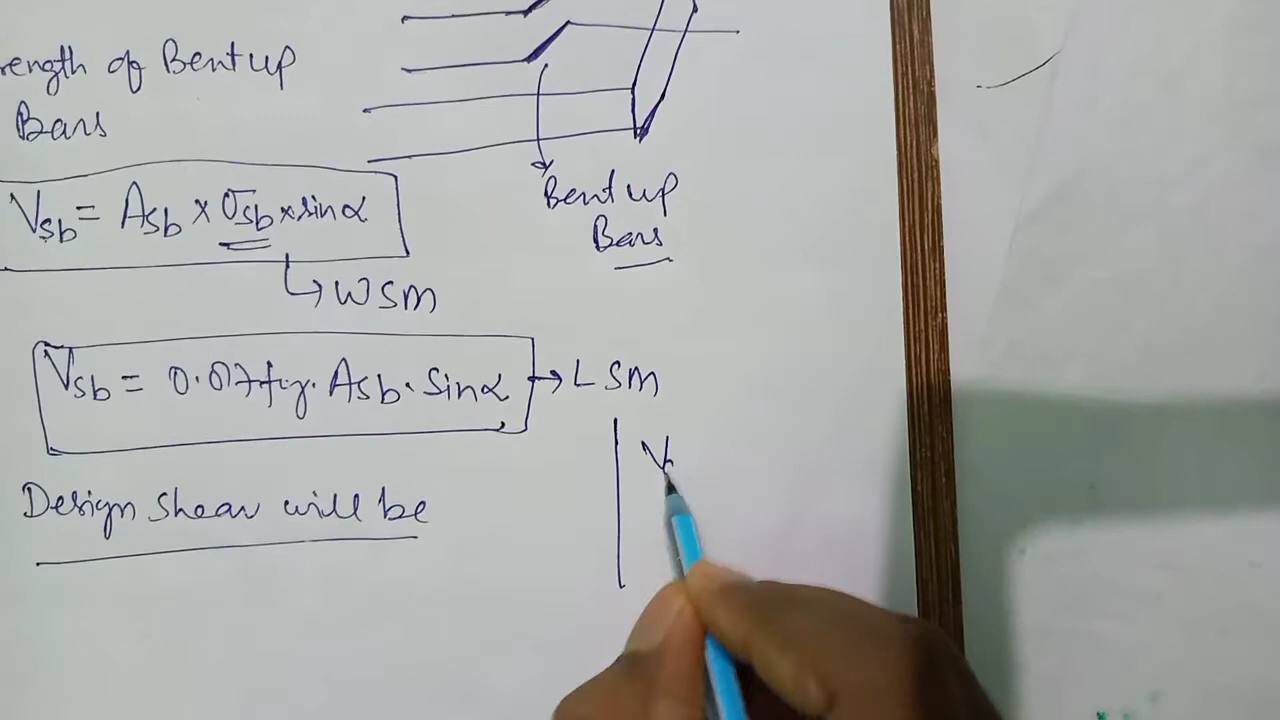 rength of Bent up
Bars
Vsb = Asb × σsb × sinα
Bent up
Bars
↳ WSM
Vsb = 0.87fy. Asb. Sinα → LSM
Design Shear will be
V